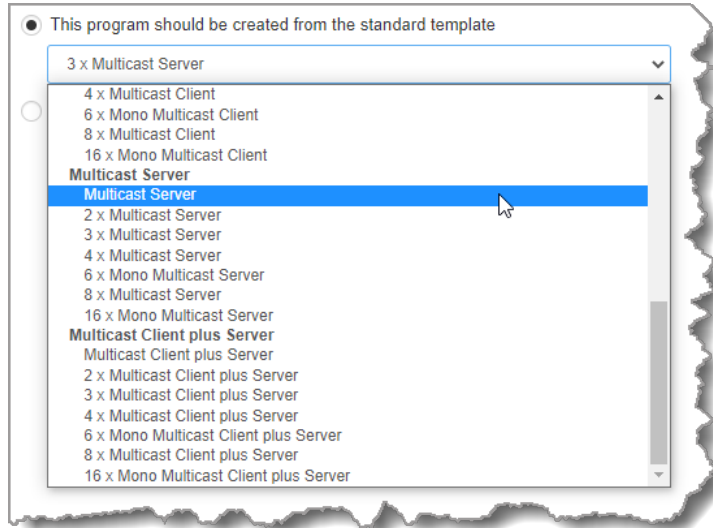 This program should be created from the standard template
3 x Multicast Server
4 x Multicast Client
6 x Mono Multicast Client
8 x Multicast Client
16 x Mono Multicast Client
Multicast Server
Multicast Server
2 x Multicast Server
3 x Multicast Server
4 x Multicast Server
6 x Mono Multicast Server
8 x Multicast Server
16 x Mono Multicast Server
Multicast Client plus Server
Multicast Client plus Server
2 x Multicast Client plus Server
3 x Multicast Client plus Server
4 x Multicast Client plus Server
6 x Mono Multicast Client plus Server
8 x Multicast Client plus Server
16 x Mono Multicast Client plus Server